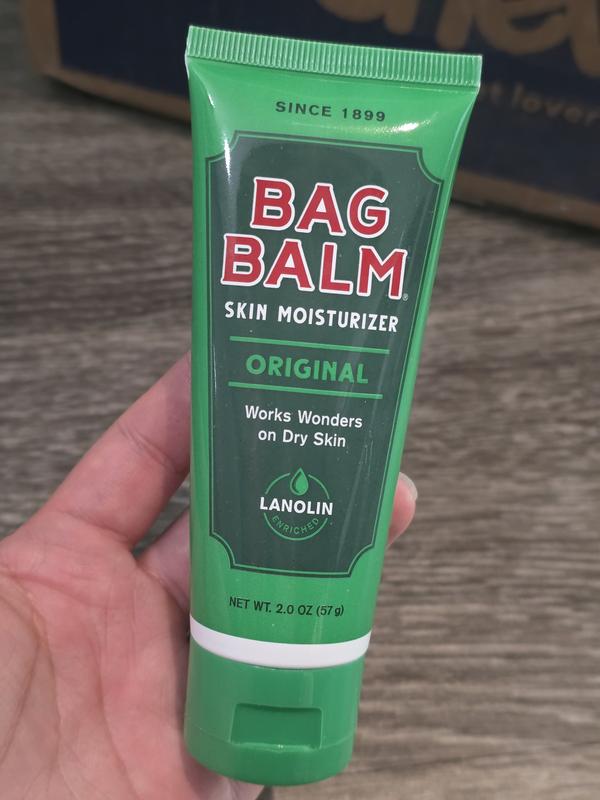 SINCE 1899
BAG
BALM®
SKIN MOISTURIZER
ORIGINAL
Works Wonders
on Dry Skin
LANOLIN
ENRICHED
NET WT. 2.0 OZ (57 g)